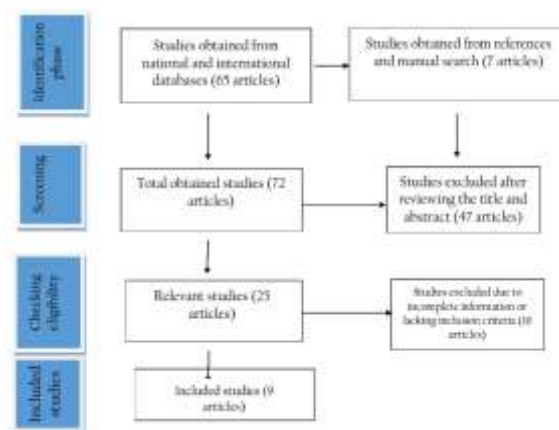 Identification
phase
Studies obtained from
national and international
databases (65 articles)
Studies obtained from references
and manual search (7 articles)
Screening
Total obtained studies (72
articles)
Studies excluded after
reviewing the title and
abstract (47 articles)
Checking
eligibility
Relevant studies (25
articles)
Studies excluded due to
incomplete information or
lacking inclusion criteria (16
articles)
Included
studies
Included studies (9
articles)